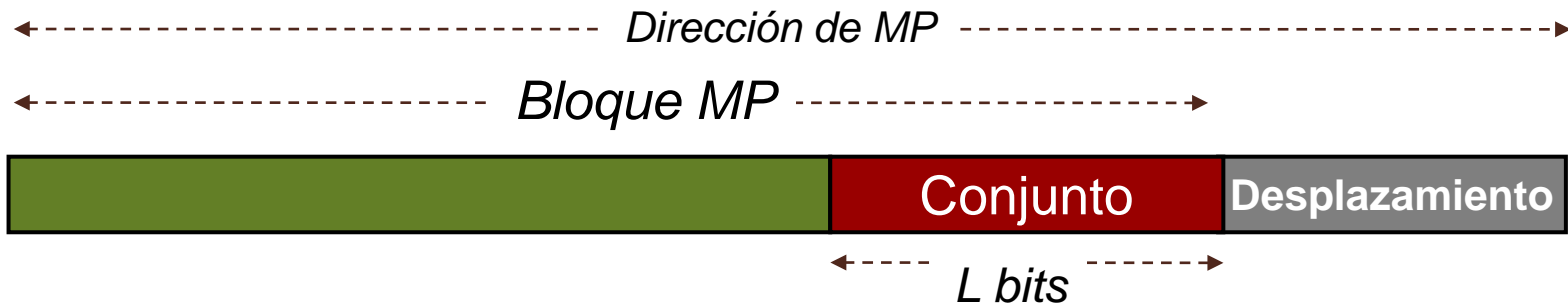 Dirección de MP
Bloque MP
Conjunto
Desplazamiento
L bits